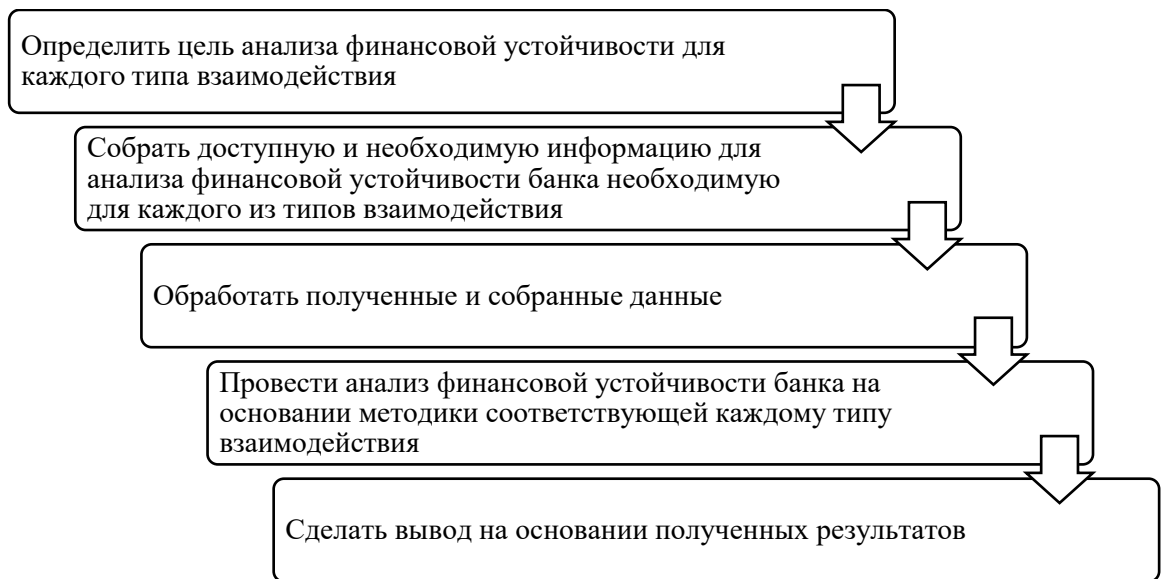 Определить цель анализа финансовой устойчивости для
каждого типа взаимодействия
Собрать доступную и необходимую информацию для
анализа финансовой устойчивости банка необходимую
для каждого из типов взаимодействия
Обработать полученные и собранные данные
Провести анализ финансовой устойчивости банка на
основании методики соответствующей каждому типу
взаимодействия
Сделать вывод на основании полученных результатов